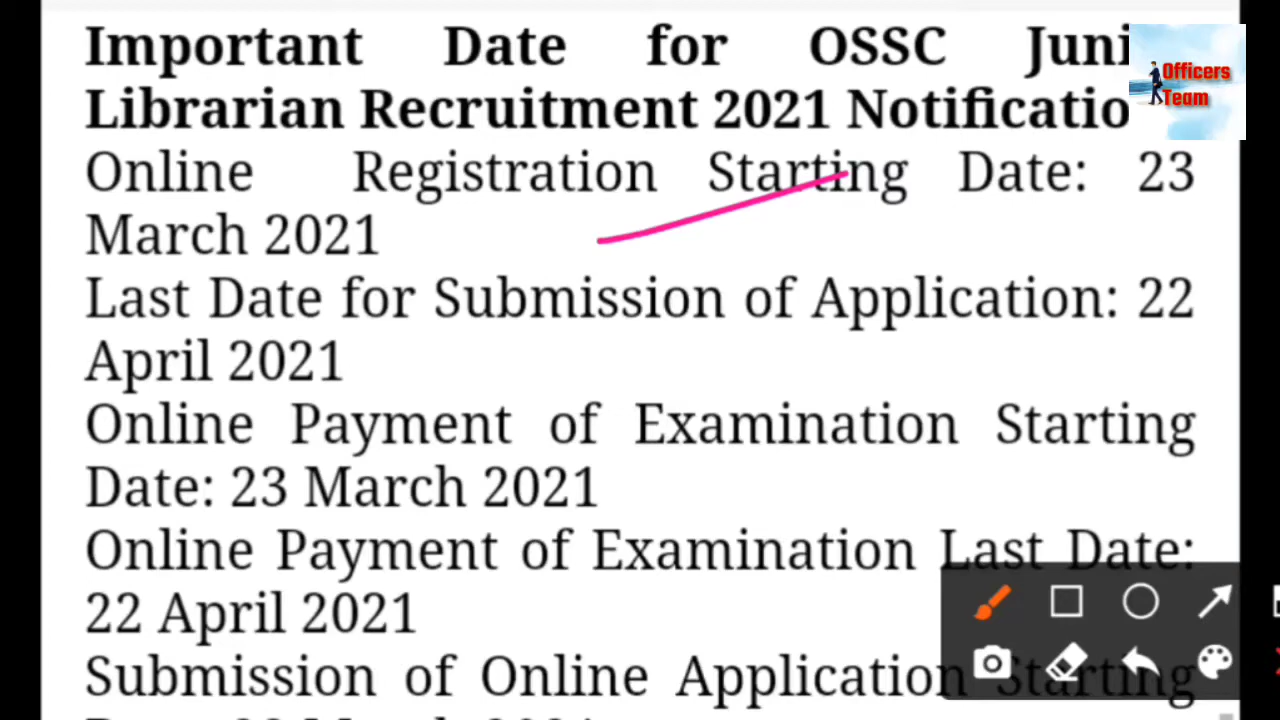 Important Date for OSSC Juni
Librarian Recruitment 2021 Notificatio
Officers
Team
Online Registration Starting Date: 23
March 2021
Last Date for Submission of Application: 22
April 2021
Online Payment of Examination Starting
Date: 23 March 2021
Online Payment of Examination Last Date:
22 April 2021
Submission of Online Application Starting